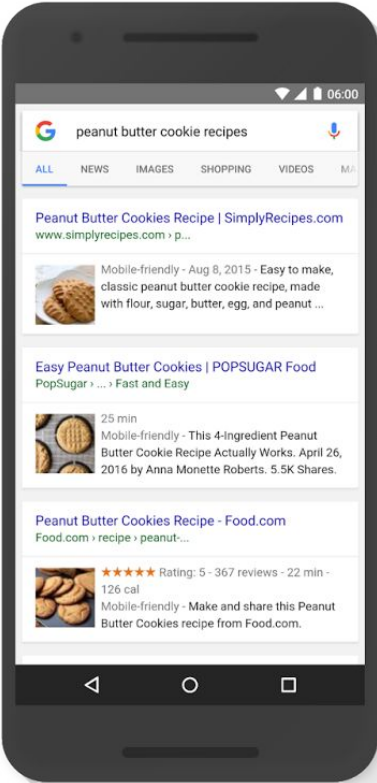 06:00
G peanut butter cookie recipes
ALL NEWS IMAGES SHOPPING VIDEOS MA
Peanut Butter Cookies Recipe | SimplyRecipes.com
www.simplyrecipes.com › p...
Mobile-friendly - Aug 8, 2015 - Easy to make,
classic peanut butter cookie recipe, made
with flour, sugar, butter, egg, and peanut ...
Easy Peanut Butter Cookies | POPSUGAR Food
PopSugar › ... › Fast and Easy
25 min
Mobile-friendly - This 4-Ingredient Peanut
Butter Cookie Recipe Actually Works. April 26,
2016 by Anna Monette Roberts. 5.5K Shares.
Peanut Butter Cookies Recipe - Food.com
Food.com › recipe › peanut-...
★★★★★ Rating: 5 - 367 reviews - 22 min -
126 cal
Mobile-friendly - Make and share this Peanut
Butter Cookies recipe from Food.com.